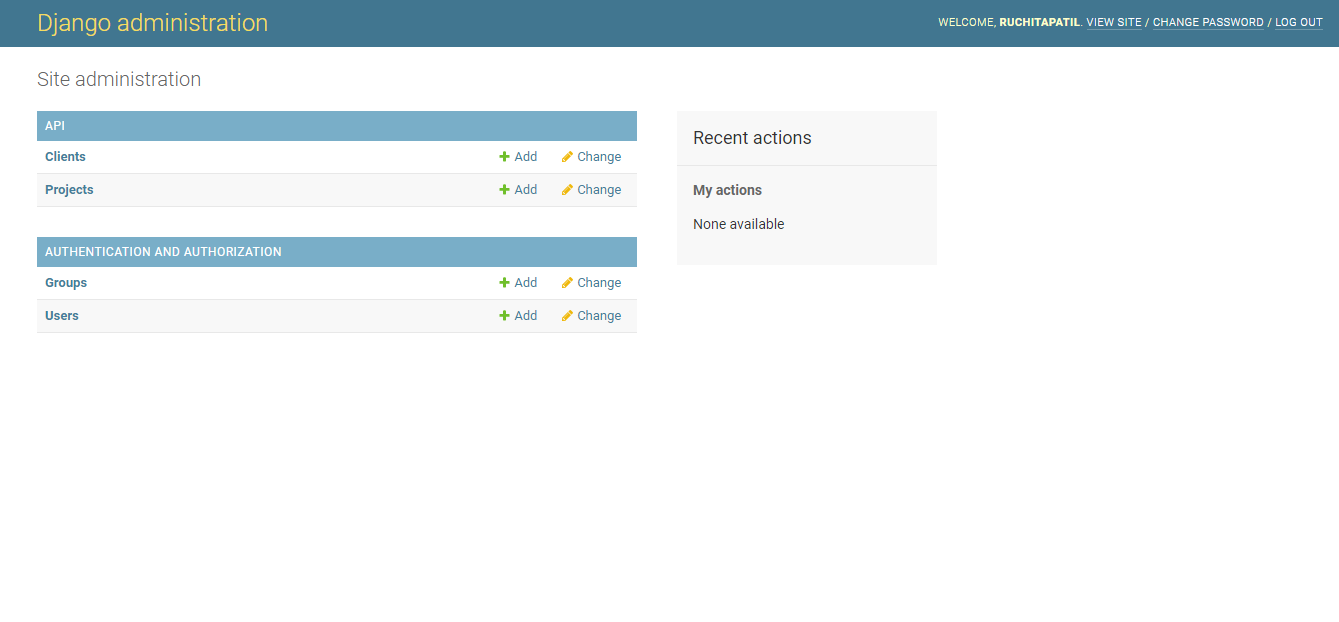 Django administration
WELCOME, RUCHITAPATIL. VIEW SITE / CHANGE PASSWORD / LOG OUT
Site administration
API
Clients Add Change
Projects Add Change
AUTHENTICATION AND AUTHORIZATION
Groups Add Change
Users Add Change
Recent actions
My actions
None available